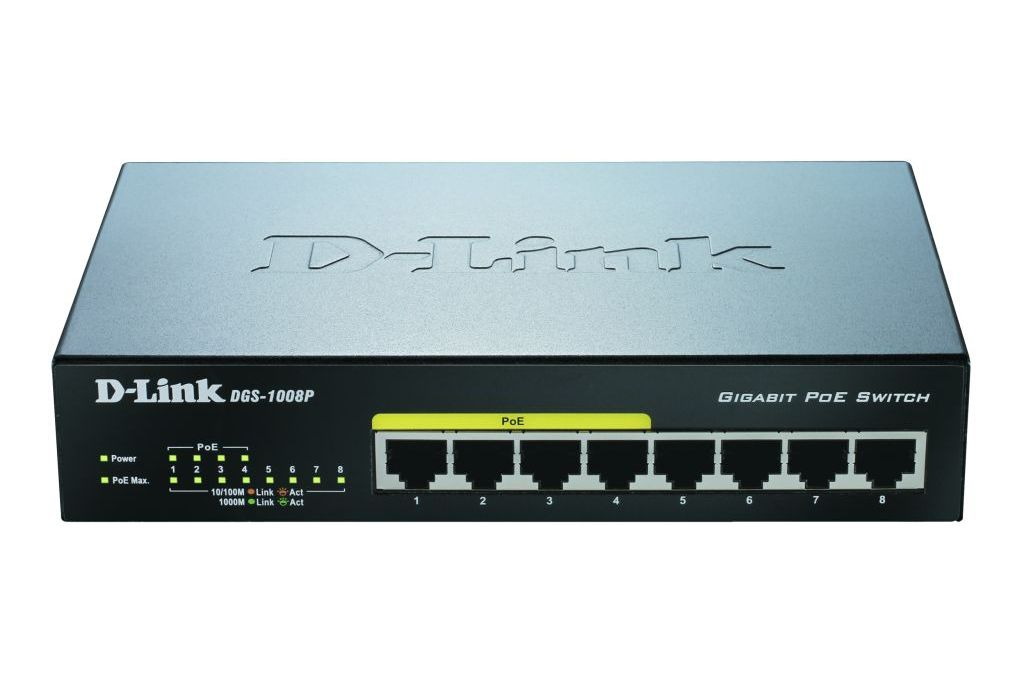 D-Link
D-Link DGS-1008P
GIGABIT POE SWITCH
PoE
PoE
Power
1 2 3 4 5 6 7 8
PoE Max.
10/100M Link Act
1000M Link Act
1 2 3 4 5 6 7 8